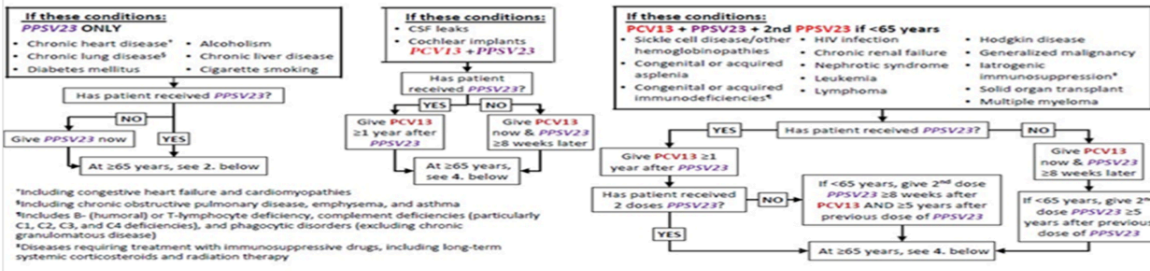 If these conditions:
PPSV23 ONLY
• Chronic heart disease*
• Chronic lung disease§
• Diabetes mellitus
• Alcoholism
• Chronic liver disease
• Cigarette smoking
Has patient received PPSV23?
NO
YES
Give PPSV23 now
At ≥65 years, see 2. below
If these conditions:
• CSF leaks
• Cochlear implants
PCV13 + PPSV23
Has patient
received PPSV23?
YES
NO
Give PCV13
≥1 year after
PPSV23
Give PCV13
now & PPSV23
≥8 weeks later
At ≥65 years,
see 4. below
If these conditions:
PCV13 + PPSV23 + 2nd PPSV23 if <65 years
• Sickle cell disease/other
hemoglobinopathies
• Congenital or acquired
asplenia
• Congenital or acquired
immunodeficiencies¶
• HIV infection
• Chronic renal failure
• Nephrotic syndrome
• Leukemia
• Lymphoma
• Hodgkin disease
• Generalized malignancy
• Iatrogenic
immunosuppression#
• Solid organ transplant
• Multiple myeloma
YES
Has patient received PPSV23?
NO
Give PCV13 ≥1
year after PPSV23
Give PCV13
now & PPSV23
≥8 weeks later
Has patient received
2 doses PPSV23?
NO
YES
If <65 years, give 2nd dose
PPSV23 ≥8 weeks after
PCV13 AND ≥5 years after
previous dose of PPSV23
If <65 years, give 2nd
dose PPSV23 ≥5
years after previous
dose of PPSV23
At ≥65 years, see 4. below
*Including congestive heart failure and cardiomyopathies
§Including chronic obstructive pulmonary disease, emphysema, and asthma
¶Includes B- (humoral) or T-lymphocyte deficiency, complement deficiencies (particularly
C1, C2, C3, and C4 deficiencies), and phagocytic disorders (excluding chronic
granulomatous disease)
#Diseases requiring treatment with immunosuppressive drugs, including long-term
systemic corticosteroids and radiation therapy